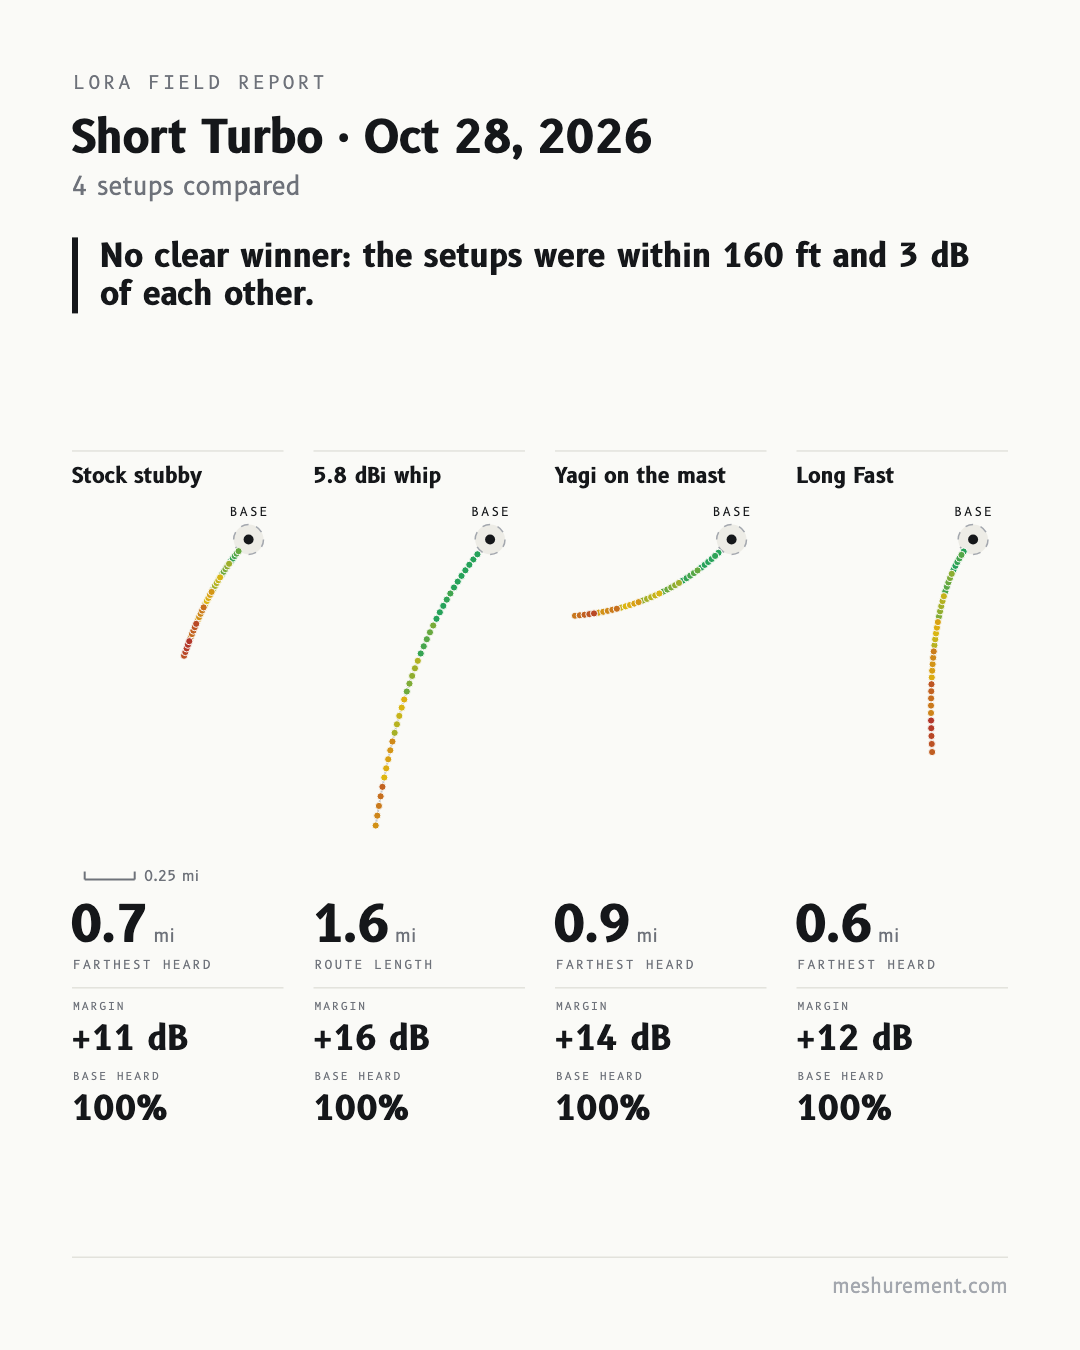 LORA FIELD REPORT
Short Turbo · Oct 28, 2026
4 setups compared
No clear winner: the setups were within 160 ft and 3 dB
of each other.
Stock stubby
BASE
5.8 dBi whip
BASE
Yagi on the mast
BASE
Long Fast
BASE
0.25 mi
0.7 mi
FARTHEST HEARD
MARGIN
+11 dB
BASE HEARD
100%
1.6 mi
ROUTE LENGTH
MARGIN
+16 dB
BASE HEARD
100%
0.9 mi
FARTHEST HEARD
MARGIN
+14 dB
BASE HEARD
100%
0.6 mi
FARTHEST HEARD
MARGIN
+12 dB
BASE HEARD
100%
meshurement.com